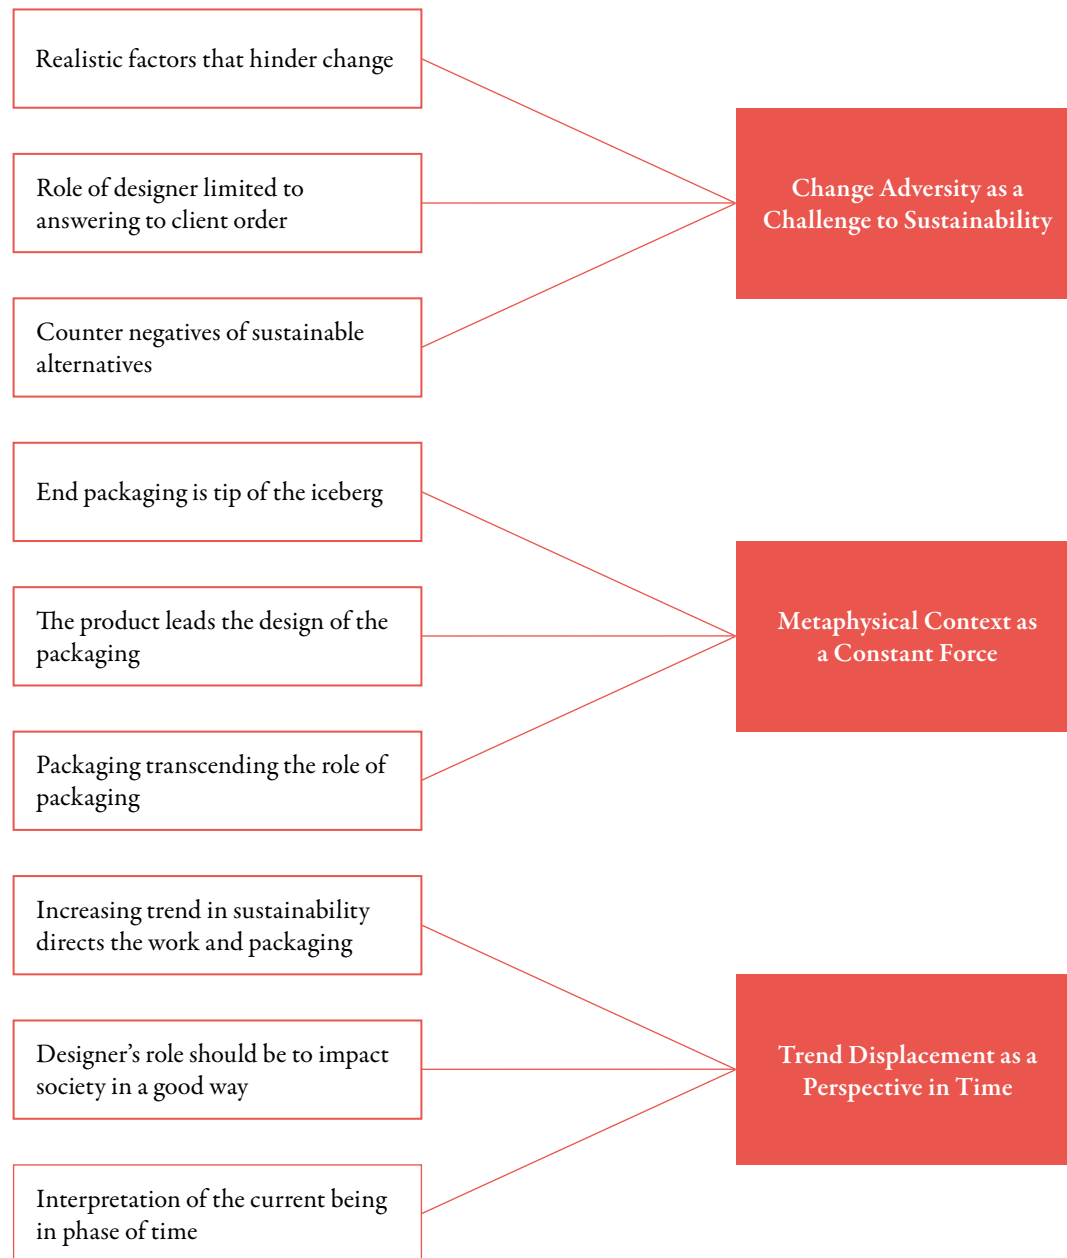 Realistic factors that hinder change
Role of designer limited to
answering to client order
Counter negatives of sustainable
alternatives
Change Adversity as a
Challenge to Sustainability
End packaging is tip of the iceberg
The product leads the design of the
packaging
Packaging transcending the role of
packaging
Metaphysical Context as
a Constant Force
Increasing trend in sustainability
directs the work and packaging
Designer’s role should be to impact
society in a good way
Interpretation of the current being
in phase of time
Trend Displacement as a
Perspective in Time